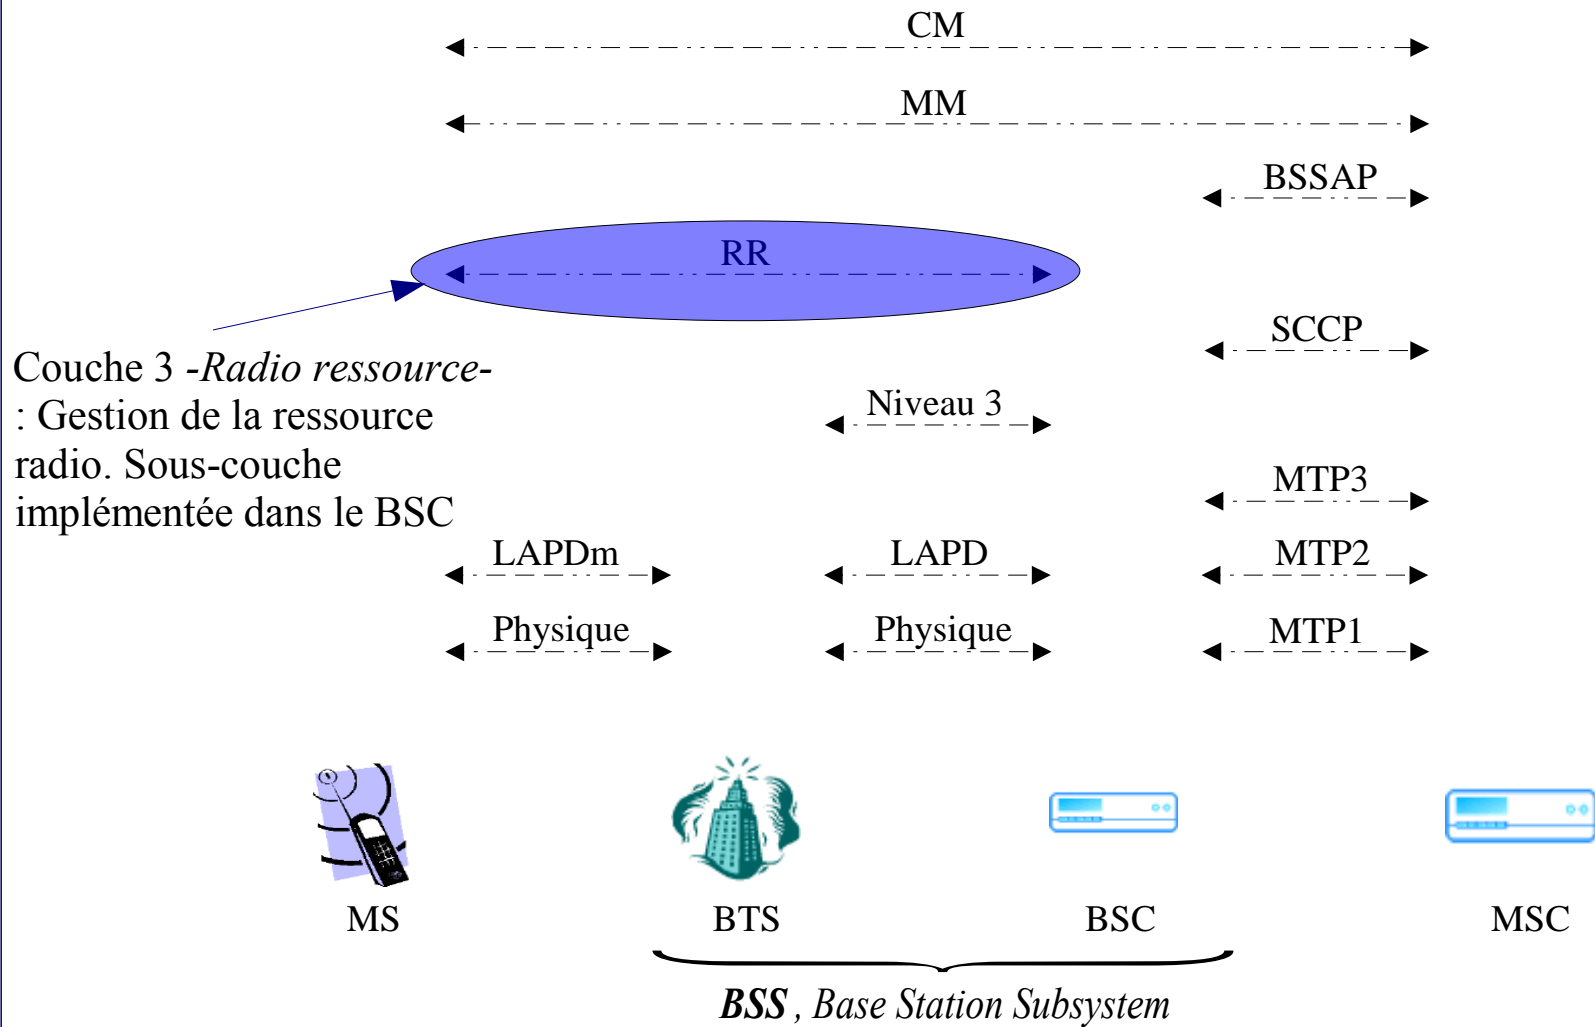 CM
MM
BSSAP
RR
SCCP
Couche 3 -Radio ressource-
: Gestion de la ressource
radio. Sous-couche
implémentée dans le BSC
Niveau 3
MTP3
LAPDm LAPD MTP2
Physique Physique MTP1
MS BTS BSC MSC
BSS , Base Station Subsystem